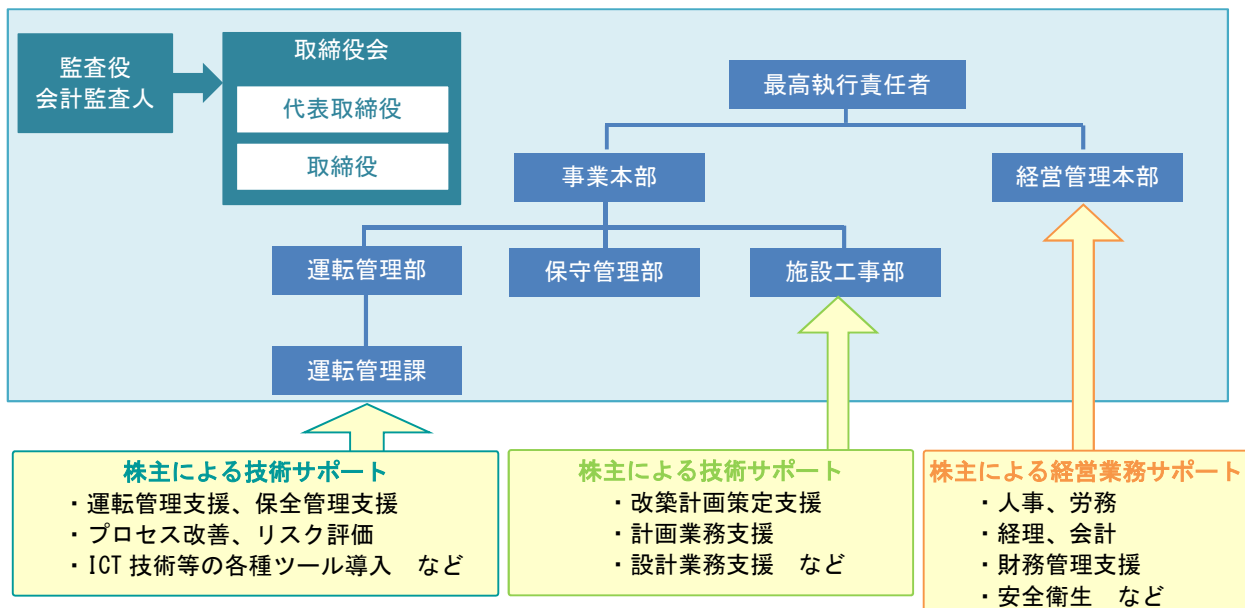 監査役
会計監査人
取締役会
代表取締役
取締役
最高執行責任者
事業本部
経営管理本部
運転管理部
保守管理部
施設工事部
運転管理課
株主による技術サポート
・運転管理支援、保全管理支援
・プロセス改善、リスク評価
・ICT 技術等の各種ツール導入　など
株主による技術サポート
・改築計画策定支援
・計画業務支援
・設計業務支援　など
株主による経営業務サポート
・人事、労務
・経理、会計
・財務管理支援
・安全衛生　など